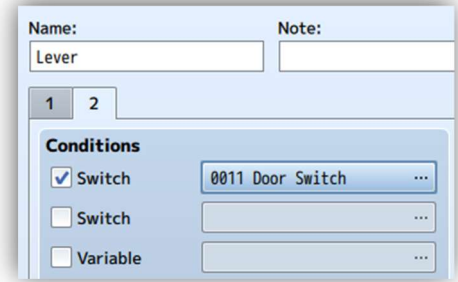 Name: Note:
Lever
1 2
Conditions
Switch 0011 Door Switch ...
Switch ...
Variable ...